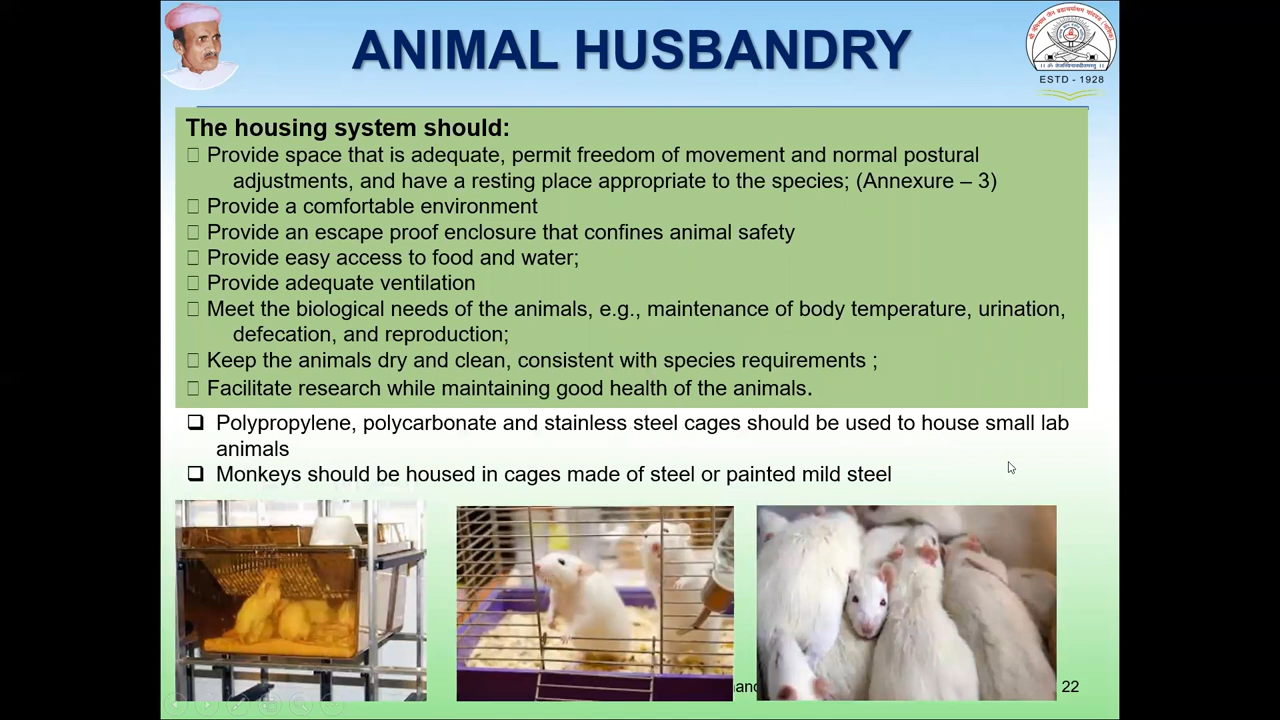 ANIMAL HUSBANDRY
ESTD - 1928
The housing system should:
Provide space that is adequate, permit freedom of movement and normal postural
adjustments, and have a resting place appropriate to the species; (Annexure – 3)
Provide a comfortable environment
Provide an escape proof enclosure that confines animal safety
Provide easy access to food and water;
Provide adequate ventilation
Meet the biological needs of the animals, e.g., maintenance of body temperature, urination,
defecation, and reproduction;
Keep the animals dry and clean, consistent with species requirements ;
Facilitate research while maintaining good health of the animals.
Polypropylene, polycarbonate and stainless steel cages should be used to house small lab
animals
Monkeys should be housed in cages made of steel or painted mild steel
22